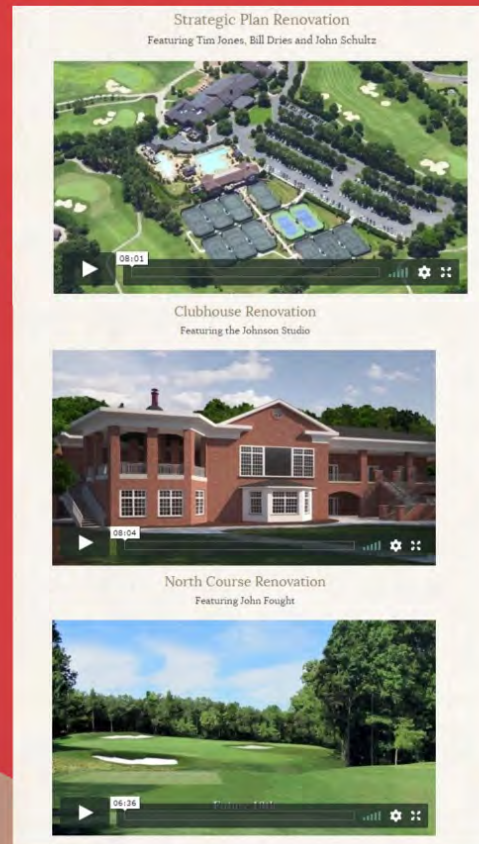 Strategic Plan Renovation
Featuring Tim Jones, Bill Dries and John Schultz
08:01
Clubhouse Renovation
Featuring the Johnson Studio
08:04
North Course Renovation
Featuring John Fought
06:36